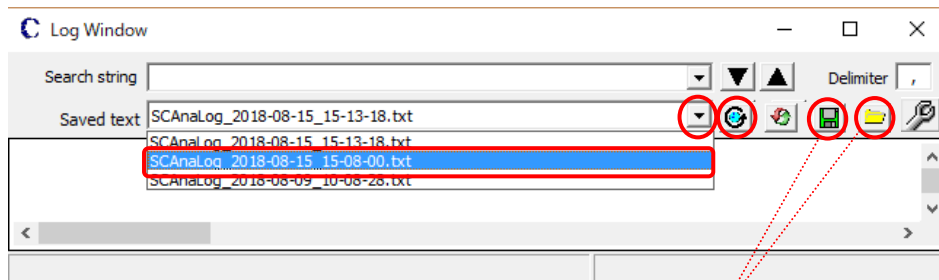 Log Window
Search string
Delimiter ,
Saved text SCAnaLog_2018-08-15_15-13-18.txt
SCAnaLog_2018-08-15_15-13-18.txt
SCAnaLog_2018-08-15_15-08-00.txt
SCAnaLog_2018-08-09_10-08-28.txt